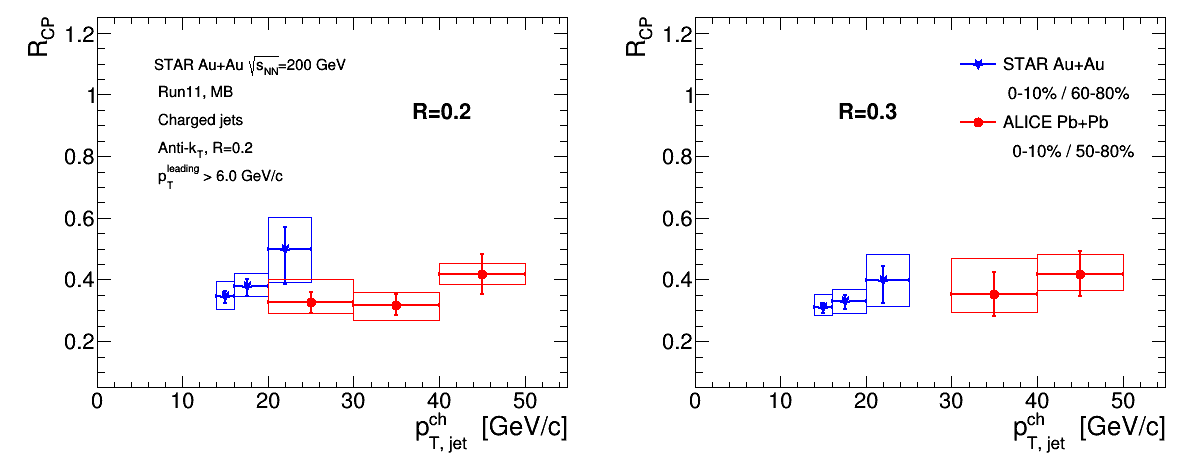 R_CP
1.2
1
0.8
0.6
0.4
0.2
STAR Au+Au √s_NN=200 GeV
Run11, MB
Charged jets
Anti-k_T, R=0.2
p_T^leading > 6.0 GeV/c
R=0.2
0 10 20 30 40 50
p_T, jet^ch [GeV/c]
R_CP
1.2
1
0.8
0.6
0.4
0.2
R=0.3
STAR Au+Au
0-10% / 60-80%
ALICE Pb+Pb
0-10% / 50-80%
0 10 20 30 40 50
p_T, jet^ch [GeV/c]